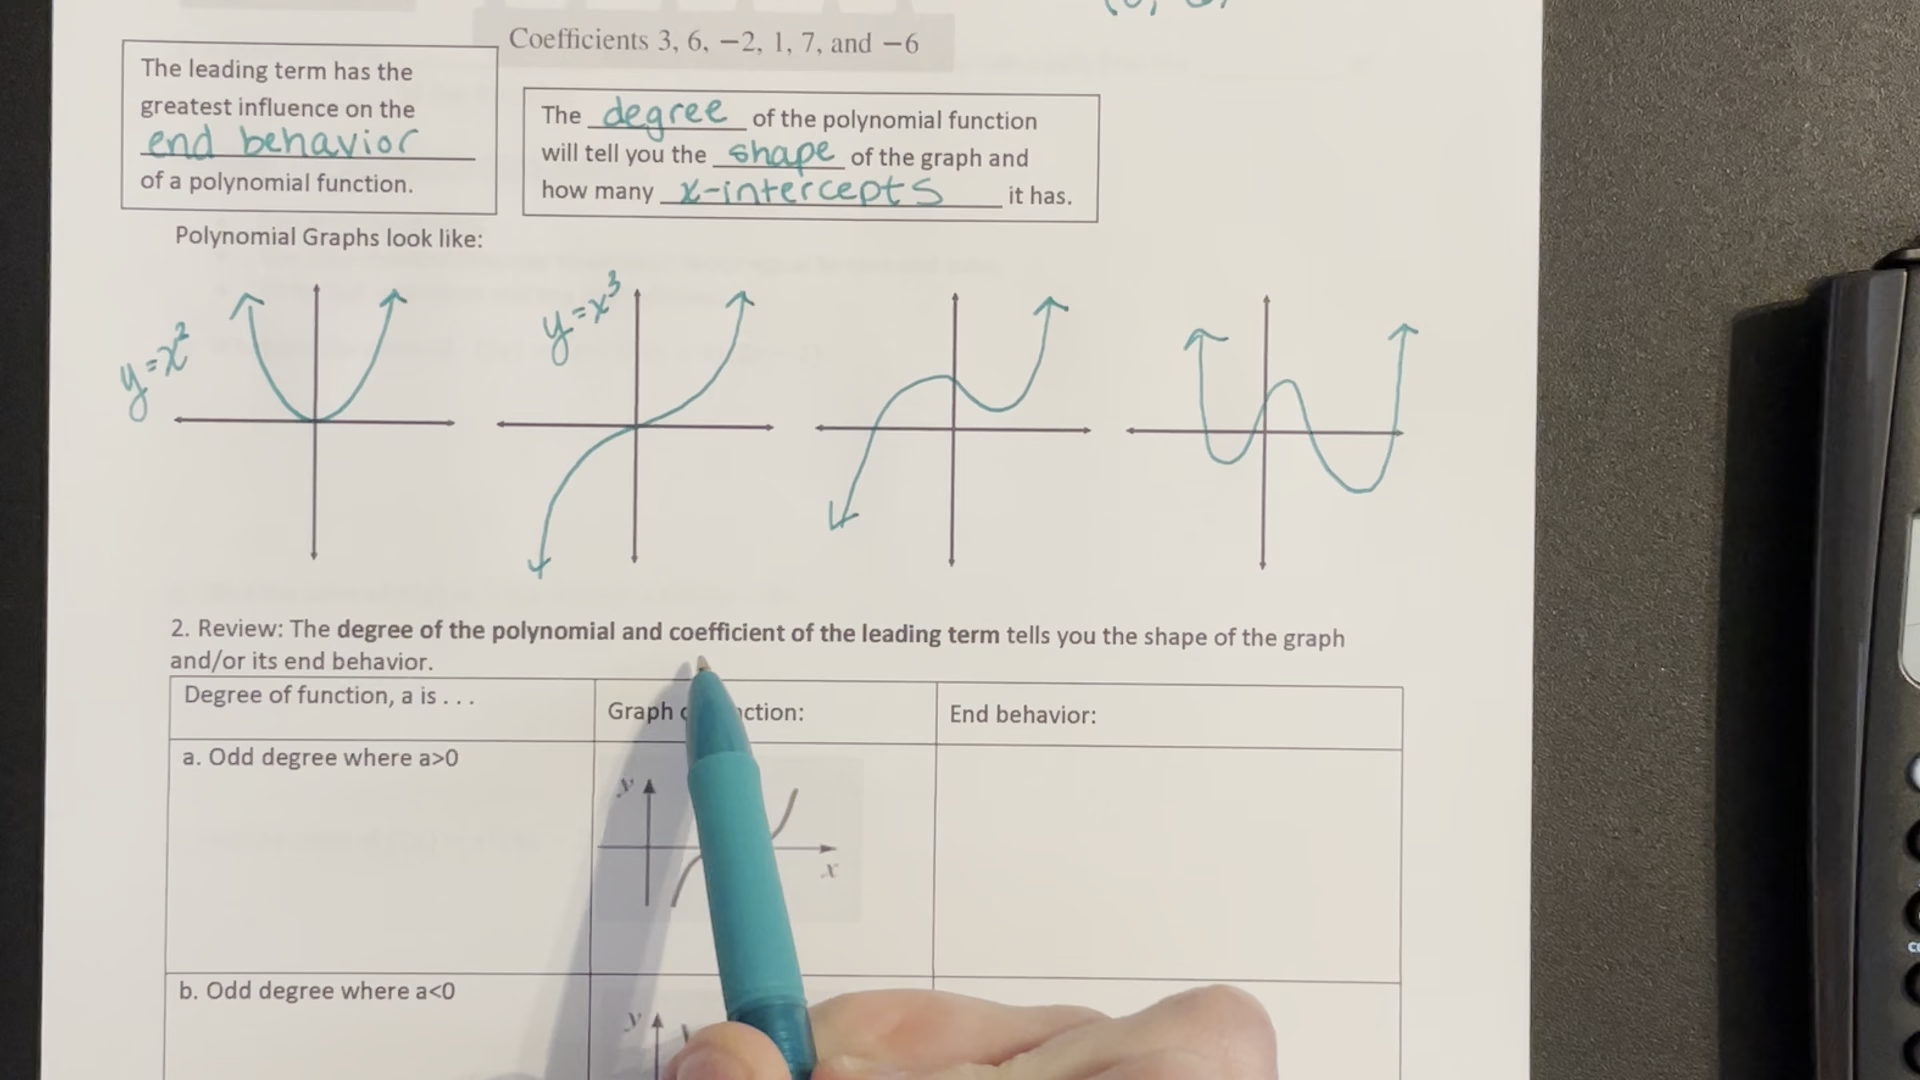 Coefficients 3, 6, −2, 1, 7, and −6
The leading term has the
greatest influence on the
end behavior
of a polynomial function.
The degree of the polynomial function
will tell you the shape of the graph and
how many x-intercepts it has.
Polynomial Graphs look like:
y=x²
y=x³
2. Review: The degree of the polynomial and coefficient of the leading term tells you the shape of the graph
and/or its end behavior.
Degree of function, a is . . .
Graph
End behavior:
a. Odd degree where a>0
y
x
b. Odd degree where a<0
y